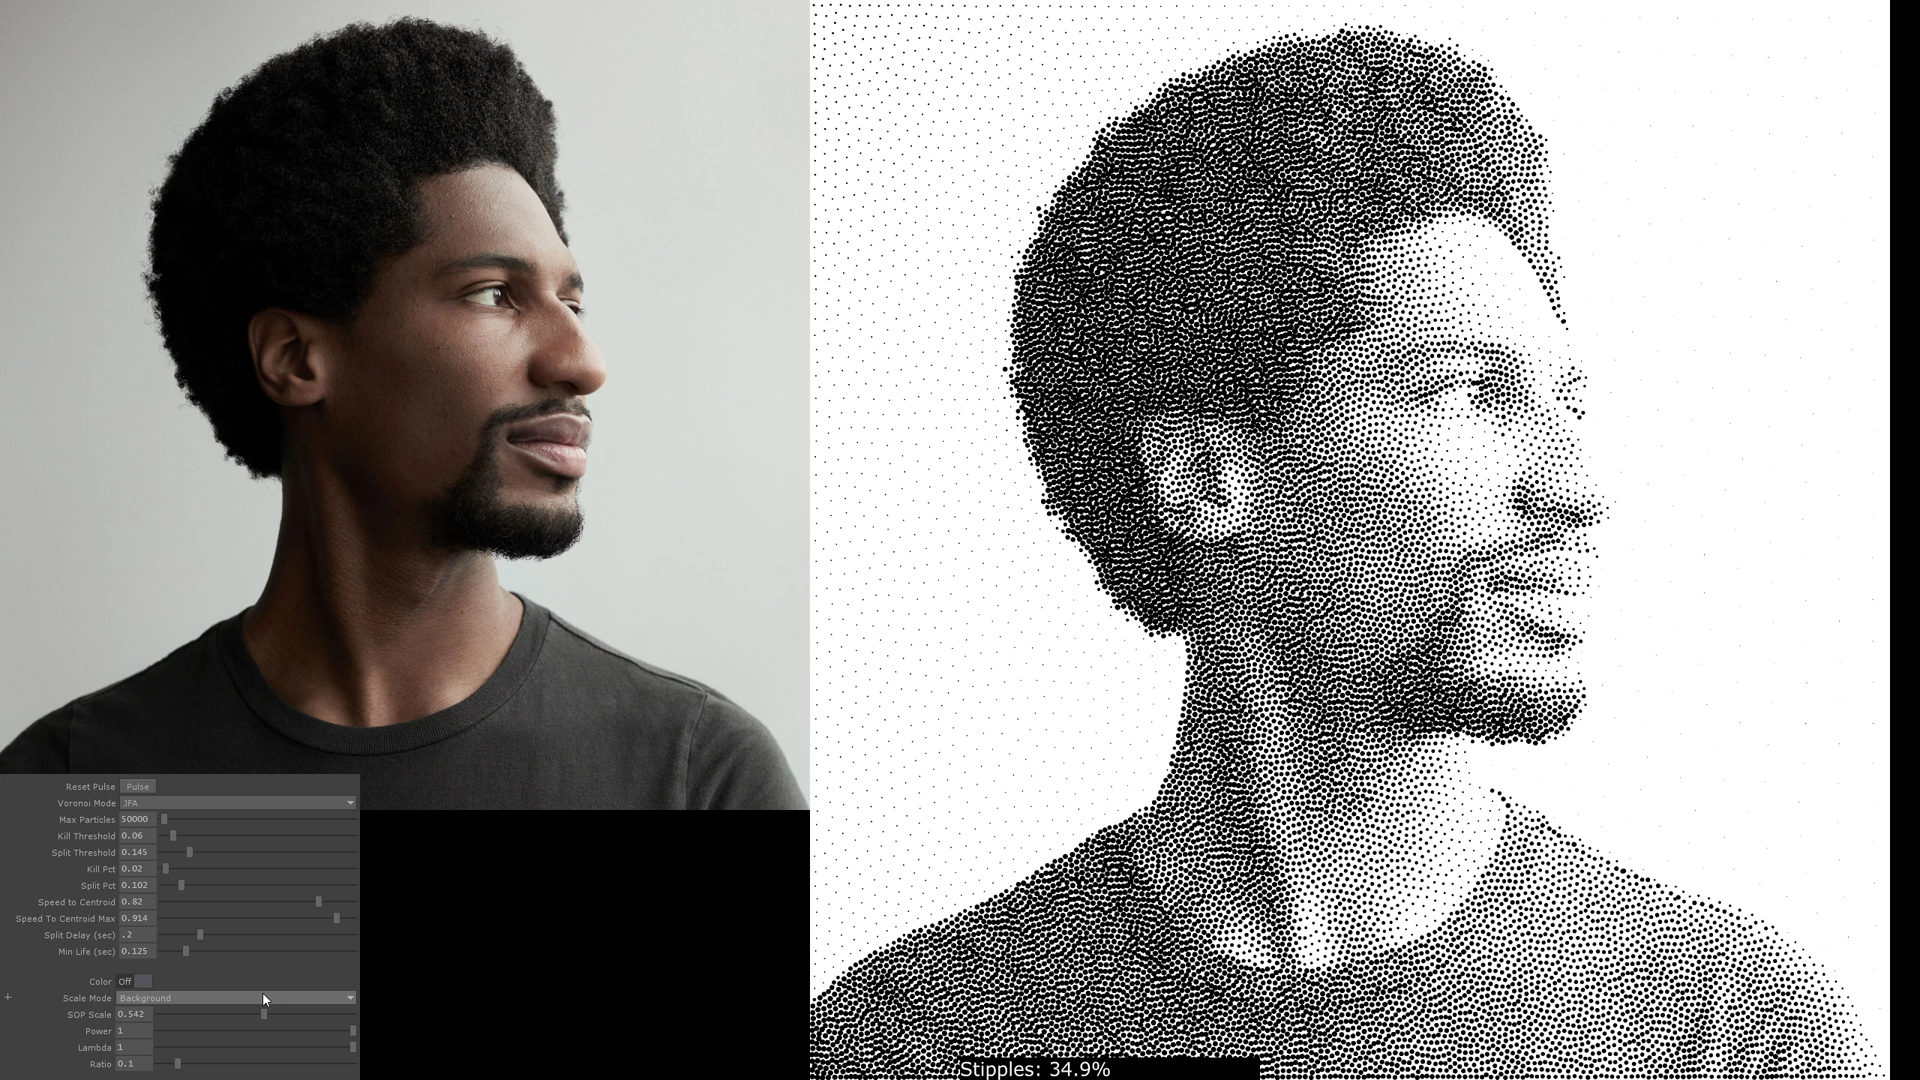 Reset Pulse Pulse
Voronoi Mode JFA
Max Particles 50000
Kill Threshold 0.06
Split Threshold 0.145
Kill Pct 0.02
Split Pct 0.102
Speed to Centroid 0.82
Speed To Centroid Max 0.914
Split Delay (sec) .2
Min Life (sec) 0.125
Color Off
+ Scale Mode Background
SOP Scale 0.542
Power 1
Lambda 1
Ratio 0.1
Stipples: 34.9%